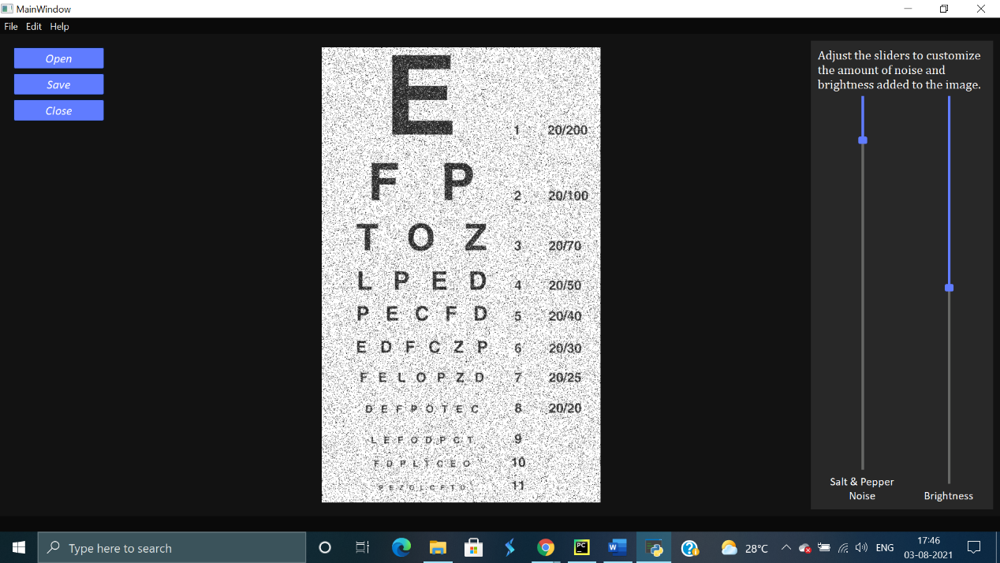 MainWindow
File Edit Help
Open
Save
Close
E 1 20/200
F P 2 20/100
T O Z 3 20/70
L P E D 4 20/50
P E C F D 5 20/40
E D F C Z P 6 20/30
F E L O P Z D 7 20/25
D E F P O T E C 8 20/20
L E F O D P C T 9
F D P L T C E O 10
P E Z O L C F T D 11
Adjust the sliders to customize
the amount of noise and
brightness added to the image.
Salt & Pepper
Noise
Brightness
Type here to search
PC
W
28°C
ENG
17:46
03-08-2021